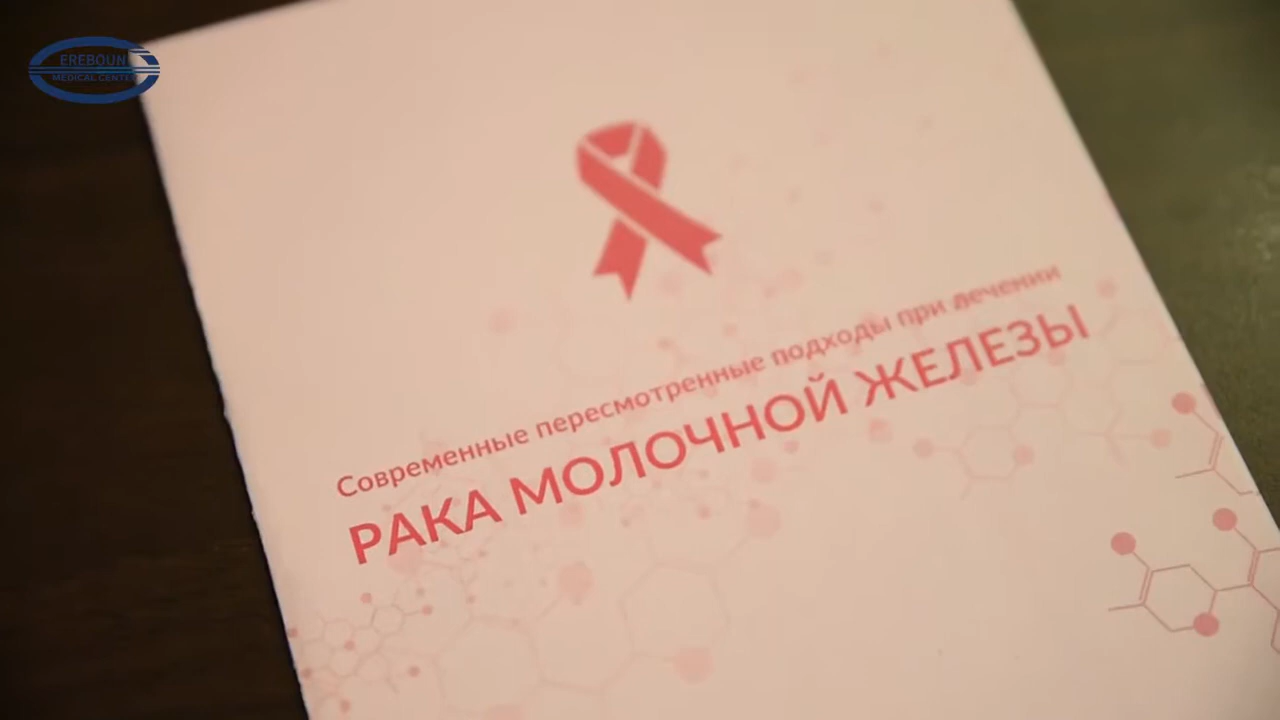 EREBOUNI
MEDICAL CENTER
Современные пересмотренные подходы при лечении
РАКА МОЛОЧНОЙ ЖЕЛЕЗЫ